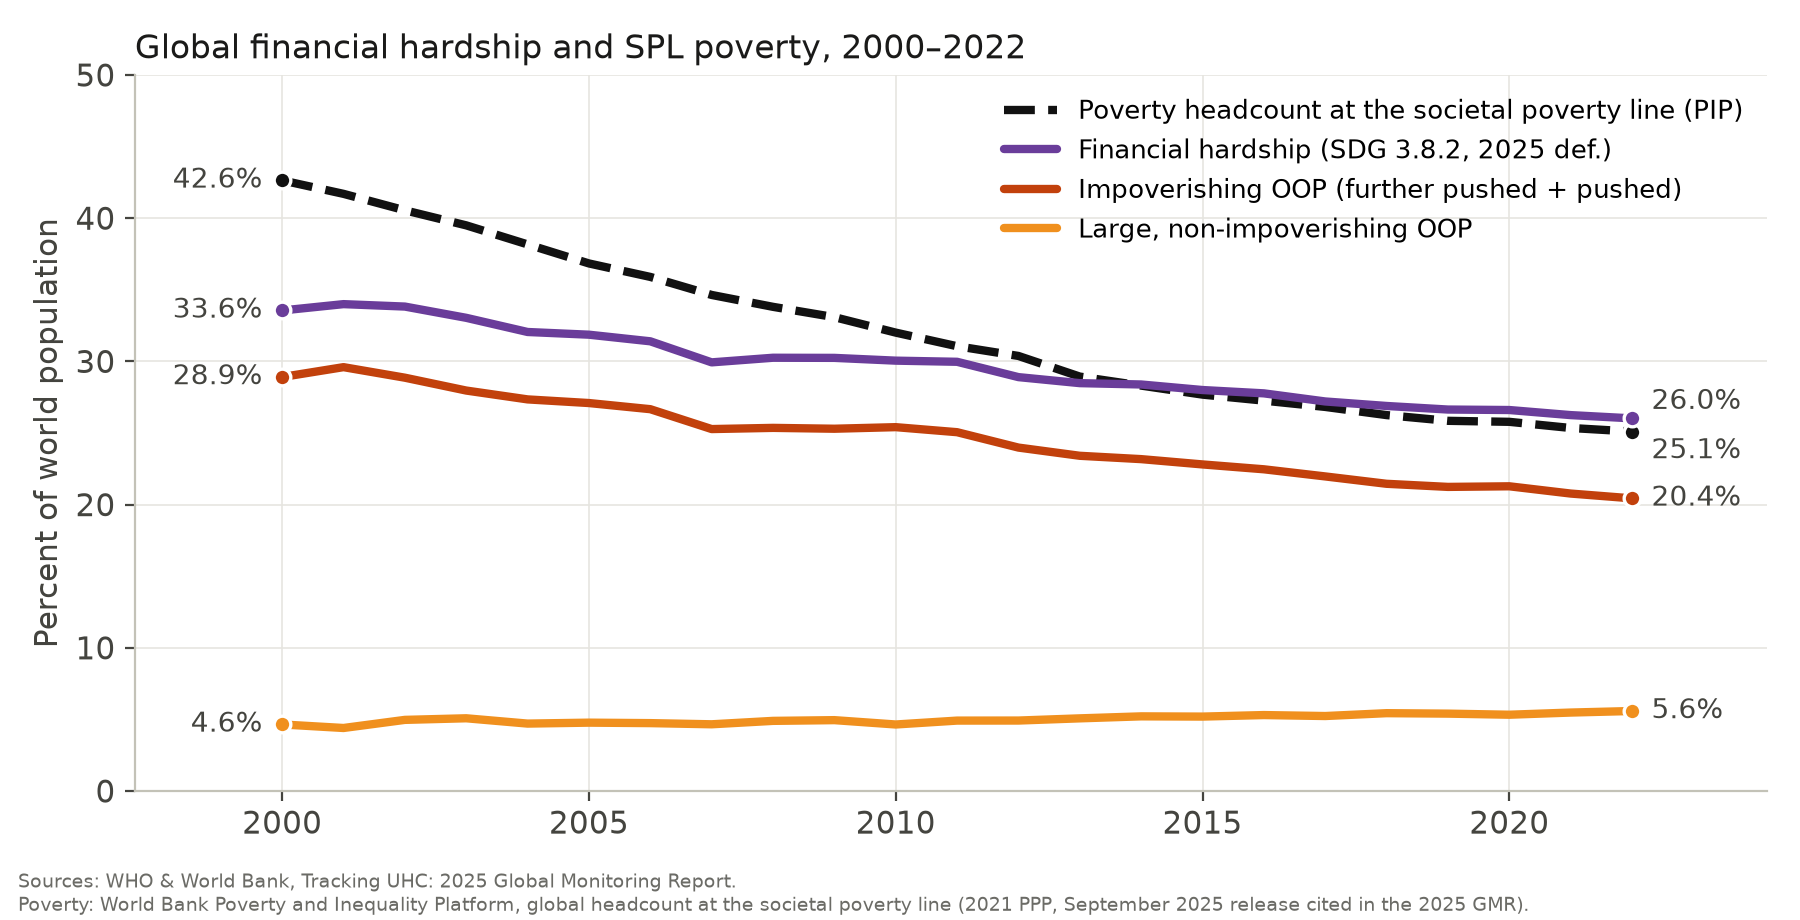 Global financial hardship and SPL poverty, 2000–2022
Percent of world population
50
40
30
20
10
0
Poverty headcount at the societal poverty line (PIP)
Financial hardship (SDG 3.8.2, 2025 def.)
Impoverishing OOP (further pushed + pushed)
Large, non-impoverishing OOP
42.6%
33.6%
28.9%
4.6%
26.0%
25.1%
20.4%
5.6%
2000
2005
2010
2015
2020
Sources: WHO & World Bank, Tracking UHC: 2025 Global Monitoring Report.
Poverty: World Bank Poverty and Inequality Platform, global headcount at the societal poverty line (2021 PPP, September 2025 release cited in the 2025 GMR).